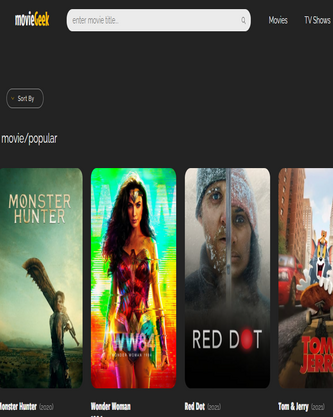 movieGeek
enter movie title..
Movies
TV Shows
Sort By
movie/popular
MONSTER
HUNTER
WW84
WONDER WOMAN 1984
RED DOT
TOM
JERRY
Monster Hunter (2020)
Wonder Woman
Red Dot (2021)
Tom & Jerry (2021)